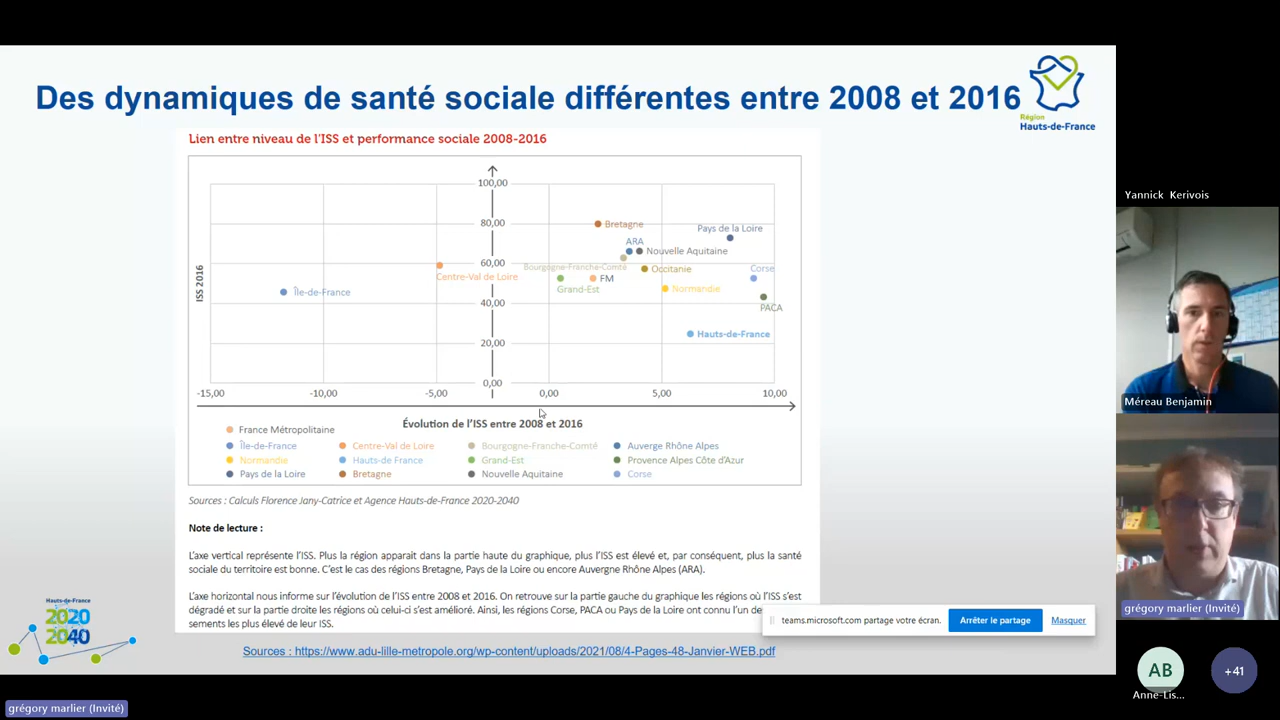 Des dynamiques de santé sociale différentes entre 2008 et 2016
Région
Hauts-de-France
Lien entre niveau de l'ISS et performance sociale 2008-2016
100,00
80,00
60,00
40,00
20,00
0,00
ISS 2016
Bretagne
Pays de la Loire
ARA
Nouvelle Aquitaine
Bourgogne-Franche-Comté
Occitanie
Corse
Centre-Val de Loire
FM
Grand-Est
Île-de-France
Normandie
PACA
Hauts-de-France
-15,00 -10,00 -5,00 0,00 5,00 10,00
Évolution de l'ISS entre 2008 et 2016
France Métropolitaine
Île-de-France Centre-Val de Loire Bourgogne-Franche-Comté Auverge Rhône Alpes
Normandie Hauts-de-France Grand-Est Provence Alpes Côte d'Azur
Pays de la Loire Bretagne Nouvelle Aquitaine Corse
Sources : Calculs Florence Jany-Catrice et Agence Hauts-de-France 2020-2040
Note de lecture :
L'axe vertical représente l'ISS. Plus la région apparait dans la partie haute du graphique, plus l'ISS est élevé et, par conséquent, plus la santé
sociale du territoire est bonne. C'est le cas des régions Bretagne, Pays de la Loire ou encore Auvergne Rhône Alpes (ARA).
L'axe horizontal nous informe sur l'évolution de l'ISS entre 2008 et 2016. On retrouve sur la partie gauche du graphique les régions où l'ISS s'est
dégradé et sur la partie droite les régions où celui-ci s'est amélioré. Ainsi, les régions Corse, PACA ou Pays de la Loire ont connu l'un de
sements les plus élevé de leur ISS.
Sources : https://www.adu-lille-metropole.org/wp-content/uploads/2021/08/4-Pages-48-Janvier-WEB.pdf
Hauts-de-France
2020
2040
teams.microsoft.com partage votre écran.
Arrêter le partage
Masquer
Yannick Kerivois
Méreau Benjamin
grégory marlier (Invité)
AB
Anne-Lis...
+41
grégory marlier (Invité)